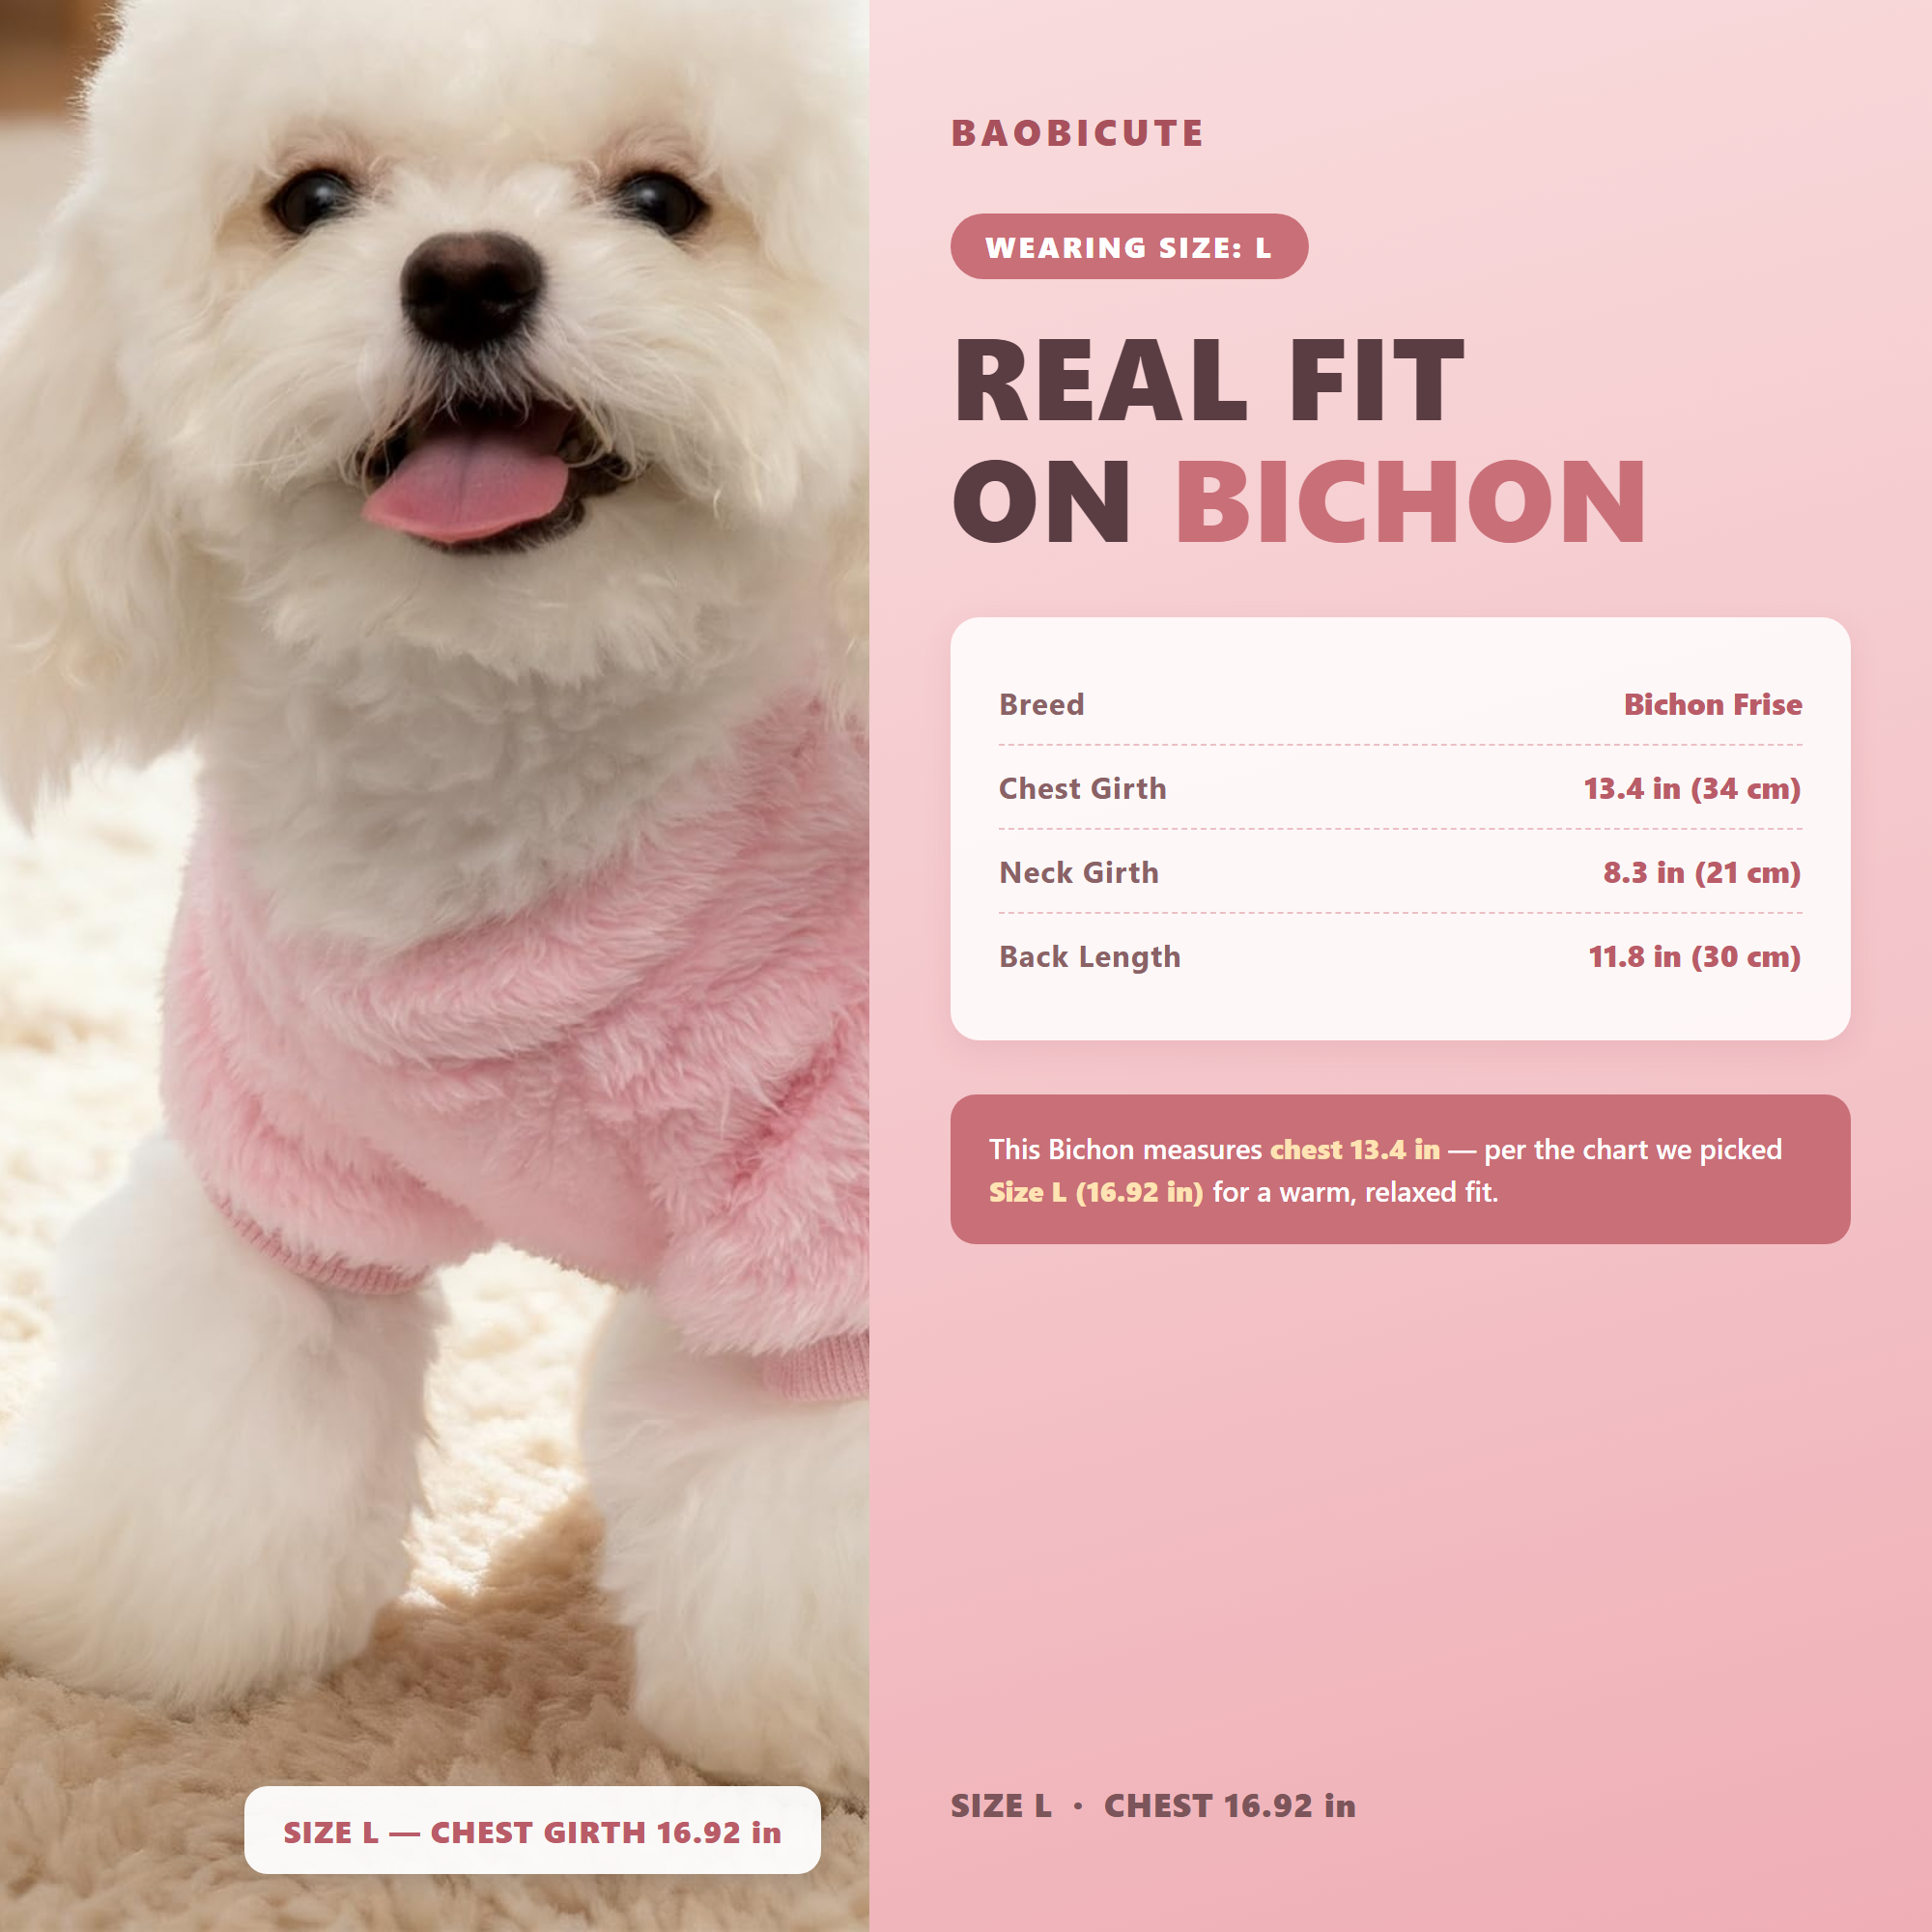 BAOBICUTE
WEARING SIZE: L
REAL FIT
ON BICHON
Breed Bichon Frise
Chest Girth 13.4 in (34 cm)
Neck Girth 8.3 in (21 cm)
Back Length 11.8 in (30 cm)
This Bichon measures chest 13.4 in — per the chart we picked
Size L (16.92 in) for a warm, relaxed fit.
SIZE L · CHEST 16.92 in
SIZE L — CHEST GIRTH 16.92 in